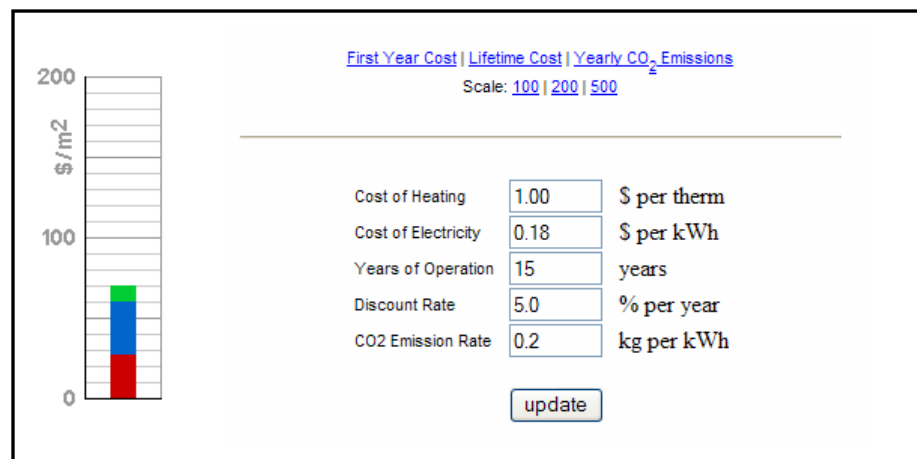 First Year Cost | Lifetime Cost | Yearly CO2 Emissions
Scale: 100 | 200 | 500
200
$/m2
100
0
Cost of Heating 1.00 $ per therm
Cost of Electricity 0.18 $ per kWh
Years of Operation 15 years
Discount Rate 5.0 % per year
CO2 Emission Rate 0.2 kg per kWh
update